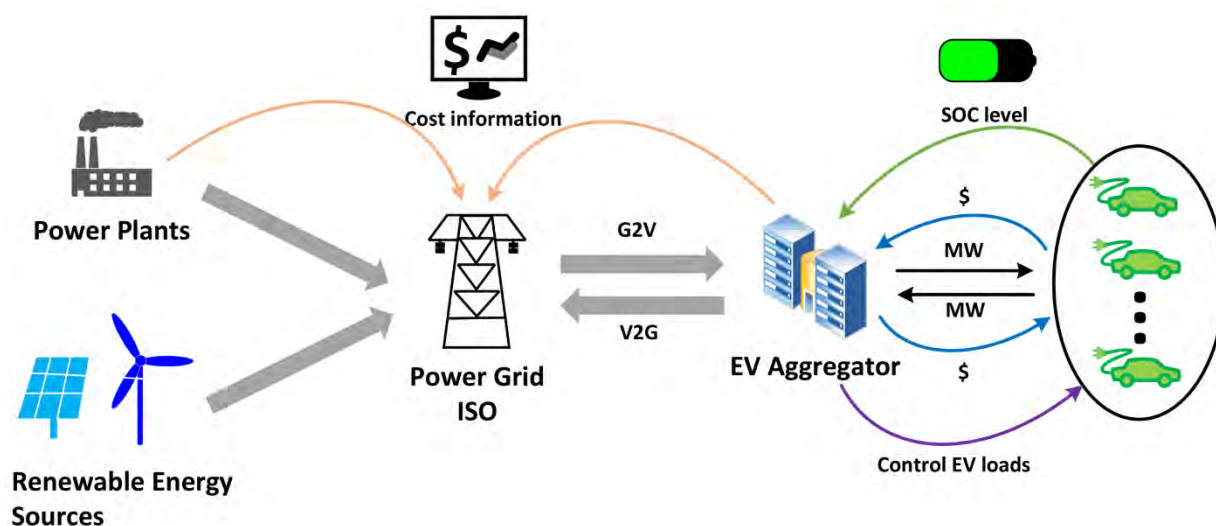 $
Cost information
SOC level
Power Plants
G2V
$
MW
MW
V2G
EV Aggregator
$
Power Grid
ISO
Control EV loads
Renewable Energy
Sources